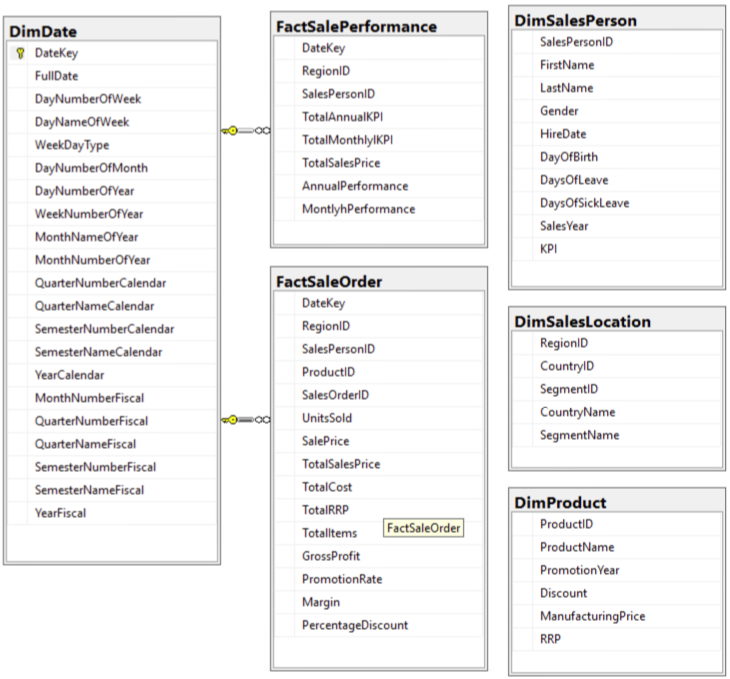 DimDate
DateKey
FullDate
DayNumberOfWeek
DayNameOfWeek
WeekDayType
DayNumberOfMonth
DayNumberOfYear
WeekNumberOfYear
MonthNameOfYear
MonthNumberOfYear
QuarterNumberCalendar
QuarterNameCalendar
SemesterNumberCalendar
SemesterNameCalendar
YearCalendar
MonthNumberFiscal
QuarterNumberFiscal
QuarterNameFiscal
SemesterNumberFiscal
SemesterNameFiscal
YearFiscal
FactSalePerformance
DateKey
RegionID
SalesPersonID
TotalAnnualKPI
TotalMonthlylKPI
TotalSalesPrice
AnnualPerformance
MontlyhPerformance
FactSaleOrder
DateKey
RegionID
SalesPersonID
ProductID
SalesOrderID
UnitsSold
SalePrice
TotalSalesPrice
TotalCost
TotalRRP
TotalItems
FactSaleOrder
GrossProfit
PromotionRate
Margin
PercentageDiscount
DimSalesPerson
SalesPersonID
FirstName
LastName
Gender
HireDate
DayOfBirth
DaysOfLeave
DaysOfSickLeave
SalesYear
KPI
DimSalesLocation
RegionID
CountryID
SegmentID
CountryName
SegmentName
DimProduct
ProductID
ProductName
PromotionYear
Discount
ManufacturingPrice
RRP